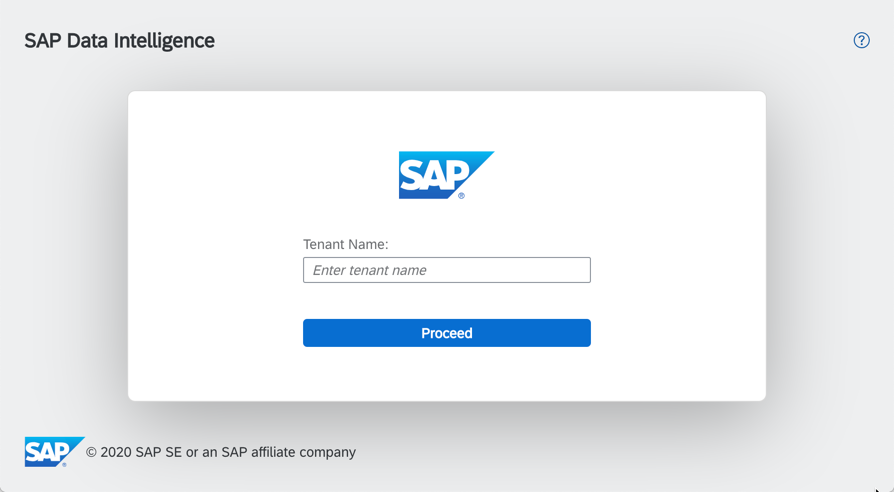 SAP Data Intelligence
?
SAP
®
Tenant Name:
Enter tenant name
Proceed
SAP ® © 2020 SAP SE or an SAP affiliate company